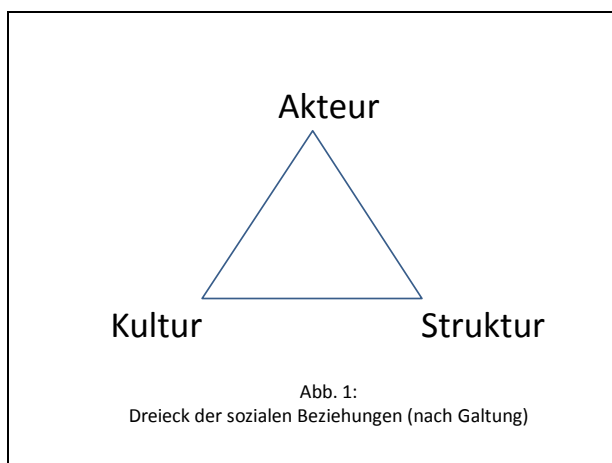 Akteur
Kultur Struktur
Abb. 1:
Dreieck der sozialen Beziehungen (nach Galtung)